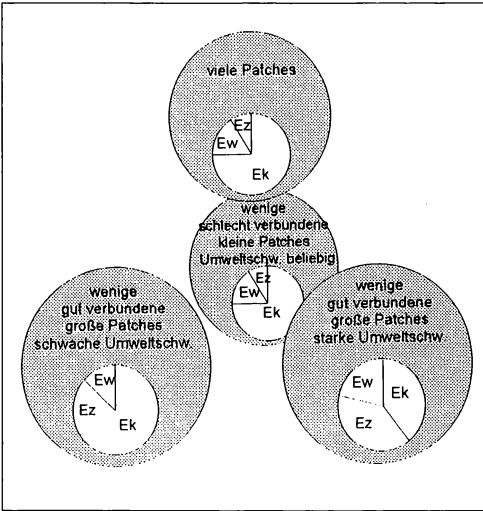 viele Patches
Ez
Ew
Ek
wenige
schlecht verbundene
kleine Patches
Umweltschw. beliebig
Ez
Ew
Ek
wenige
gut verbundene
große Patches
schwache Umweltschw.
Ew
Ez
Ek
wenige
gut verbundene
große Patches
starke Umweltschw.
Ew
Ek
Ez